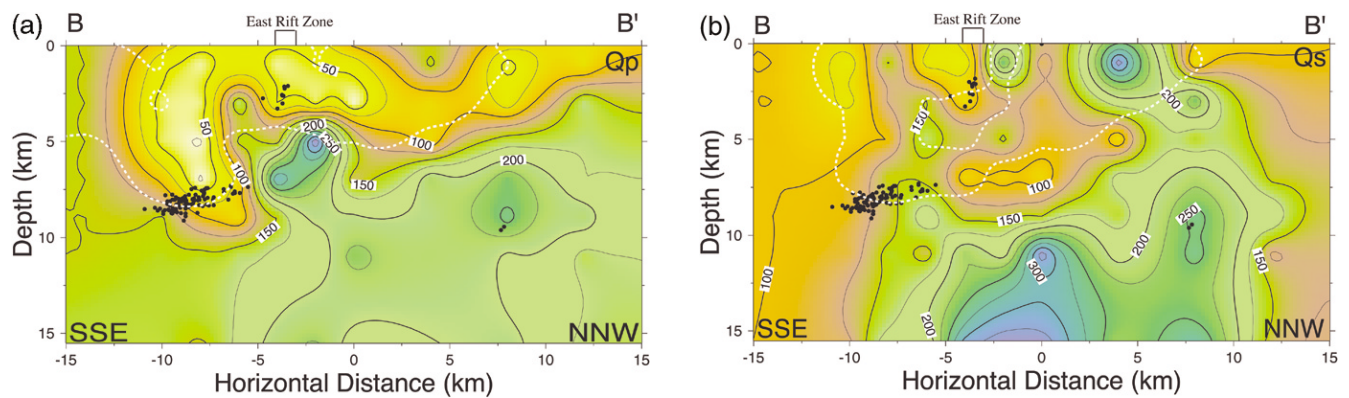 (a) B East Rift Zone B'
0 Qp
50
50
200
250
100
5
100
200
150
Depth (km)
150
10
15 SSE NNW
-15 -10 -5 0 5 10 15
Horizontal Distance (km)
(b) B East Rift Zone B'
0 Qs
200
150
5
100
Depth (km)
150
250
200
10
150
300
100
200
15 SSE NNW
-15 -10 -5 0 5 10 15
Horizontal Distance (km)